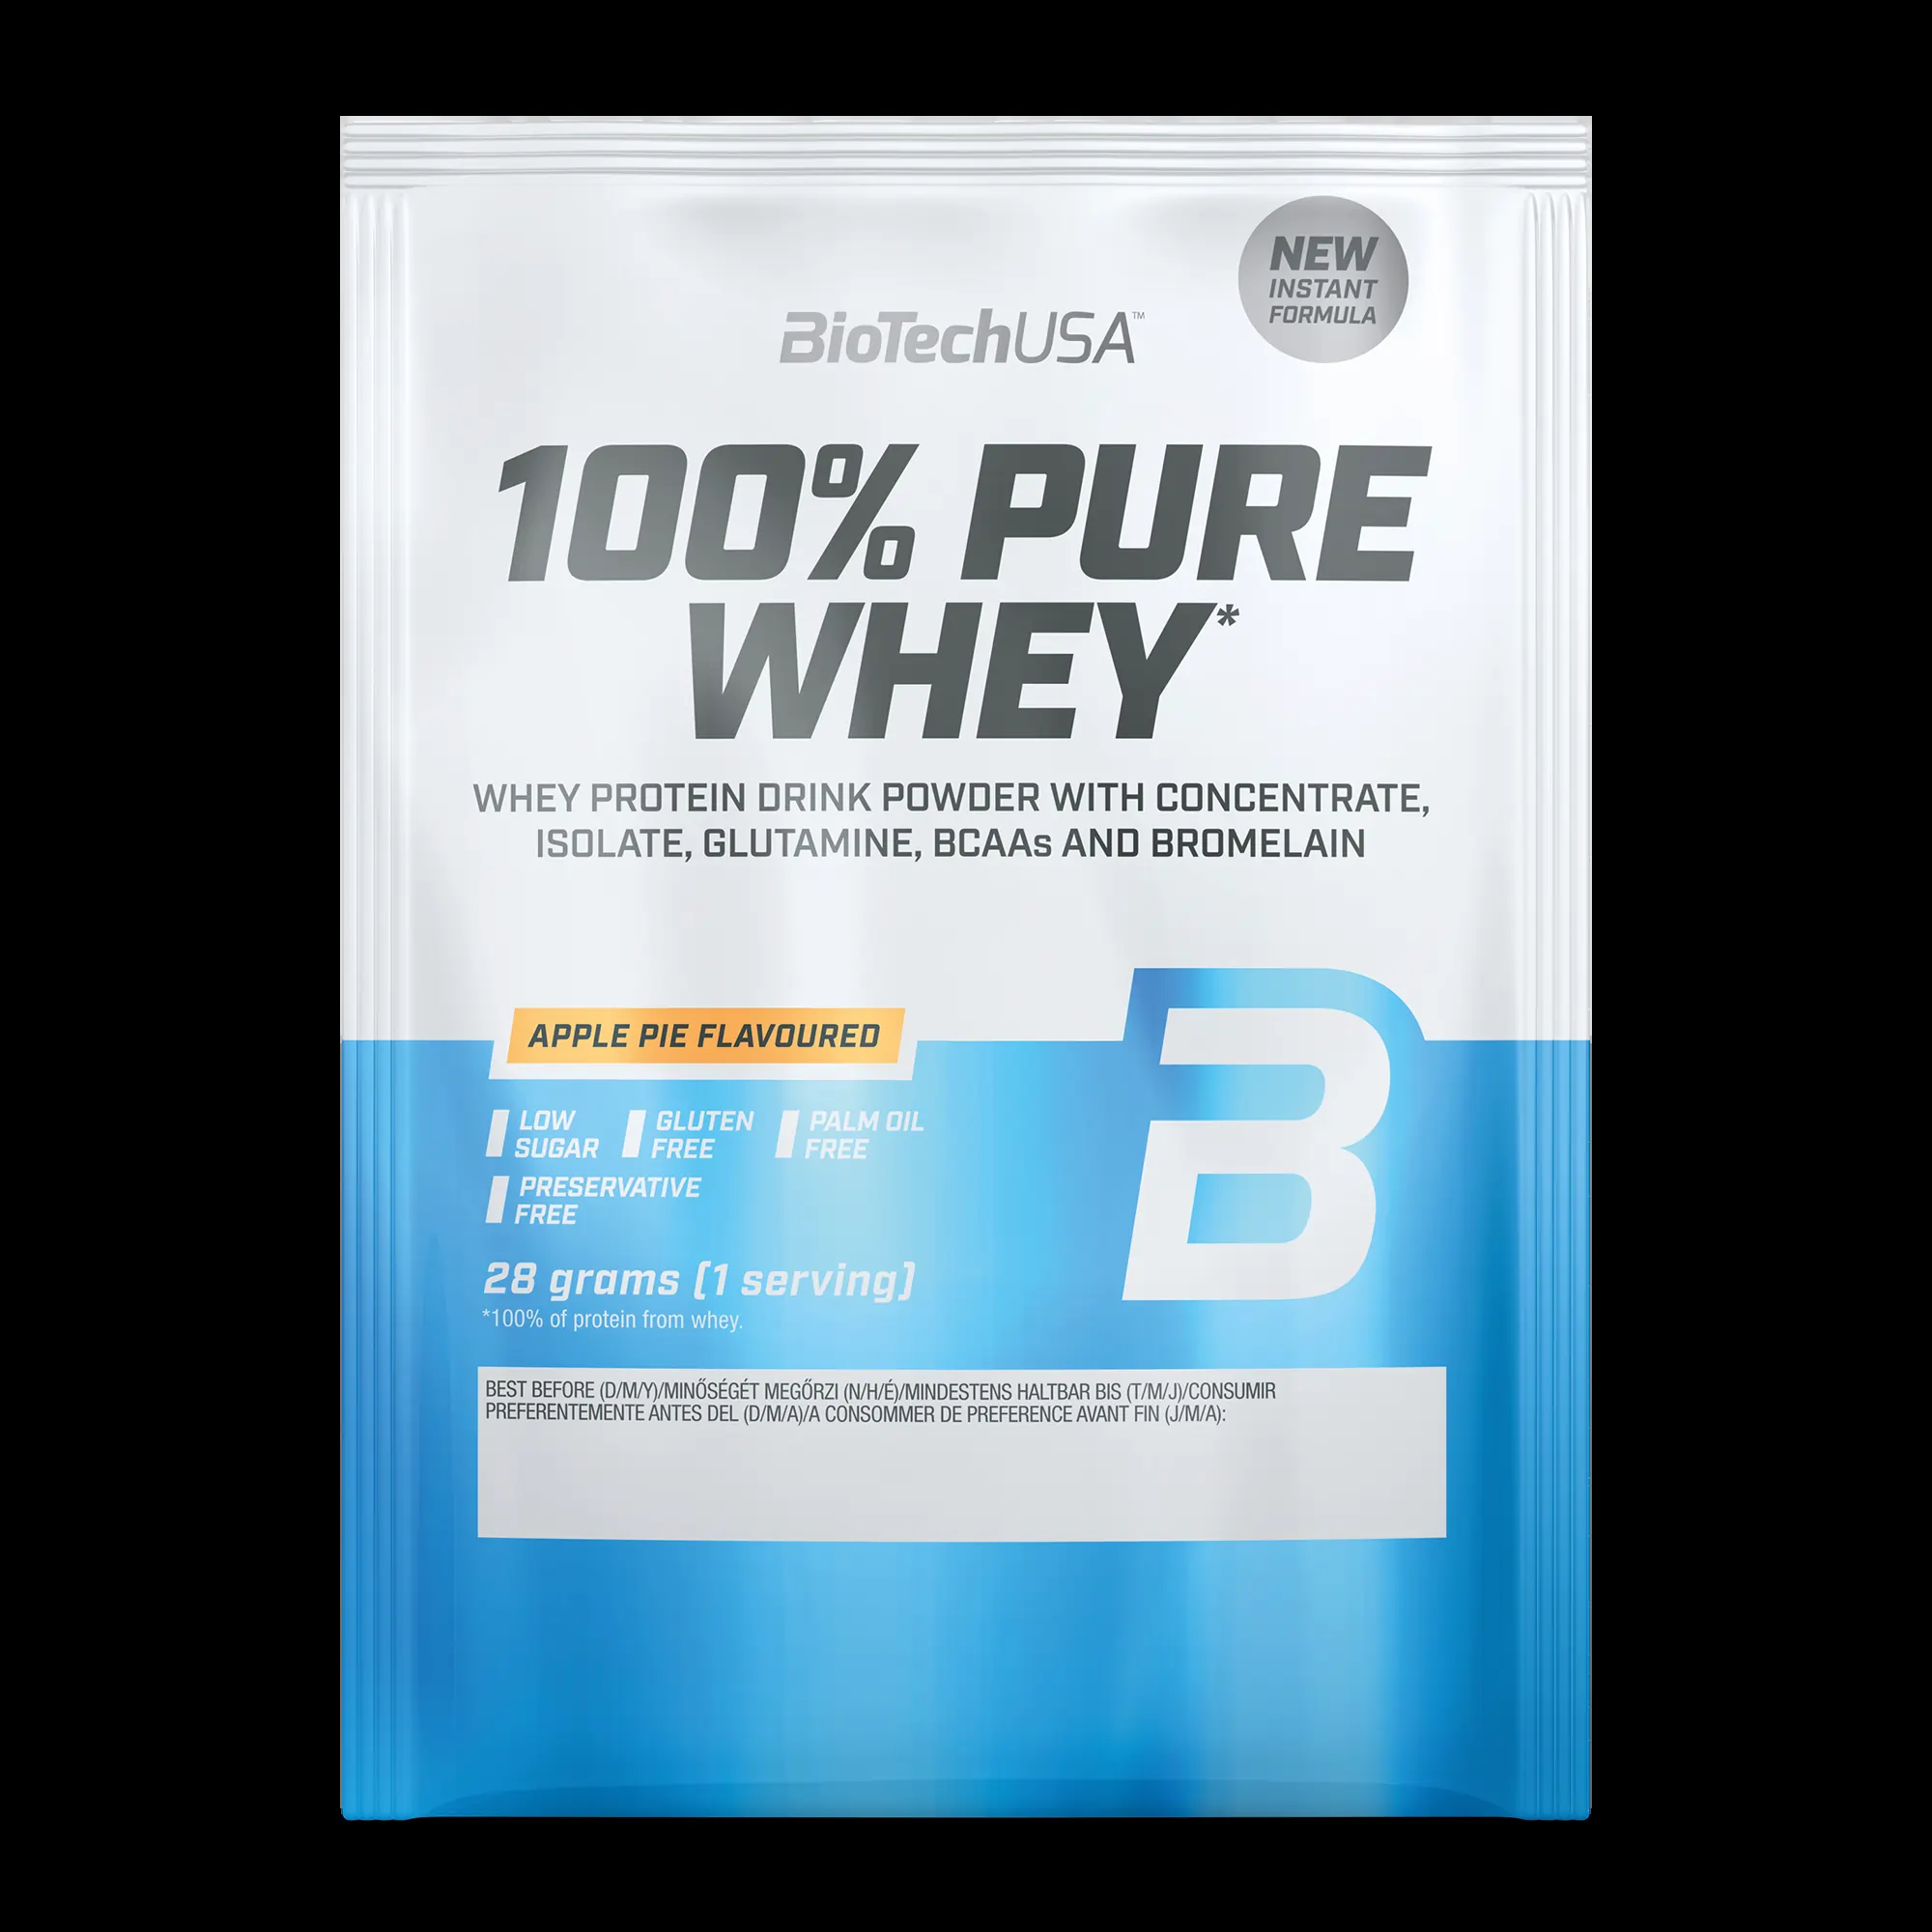 NEW
INSTANT
FORMULA
BioTechUSA™
100% PURE
WHEY*
WHEY PROTEIN DRINK POWDER WITH CONCENTRATE,
ISOLATE, GLUTAMINE, BCAAs AND BROMELAIN
APPLE PIE FLAVOURED
LOW
SUGAR
GLUTEN
FREE
PALM OIL
FREE
PRESERVATIVE
FREE
B
28 grams (1 serving)
*100% of protein from whey.
BEST BEFORE (D/M/Y)/MINŐSÉGÉT MEGŐRZI (N/H/É)/MINDESTENS HALTBAR BIS (T/M/J)/CONSUMIR
PREFERENTEMENTE ANTES DEL (D/M/A)/A CONSOMMER DE PREFERENCE AVANT FIN (J/M/A):